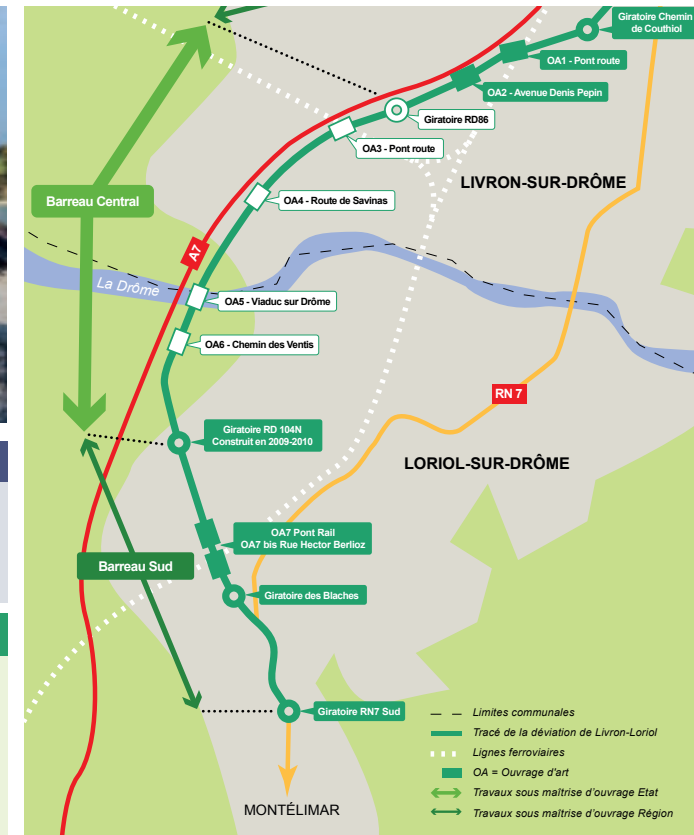 Giratoire Chemin
de Couthiol
OA1 - Pont route
OA2 - Avenue Denis Pepin
Giratoire RD86
OA3 - Pont route
LIVRON-SUR-DRÔME
OA4 - Route de Savinas
Barreau Central
A7
La Drôme
OA5 - Viaduc sur Drôme
OA6 - Chemin des Ventis
RN 7
Giratoire RD 104N
Construit en 2009-2010
LORIOL-SUR-DRÔME
OA7 Pont Rail
OA7 bis Rue Hector Berlioz
Barreau Sud
Giratoire des Blaches
Giratoire RN7 Sud
MONTÉLIMAR
Limites communales
Tracé de la déviation de Livron-Loriol
Lignes ferroviaires
OA = Ouvrage d'art
Travaux sous maîtrise d'ouvrage Etat
Travaux sous maîtrise d'ouvrage Région